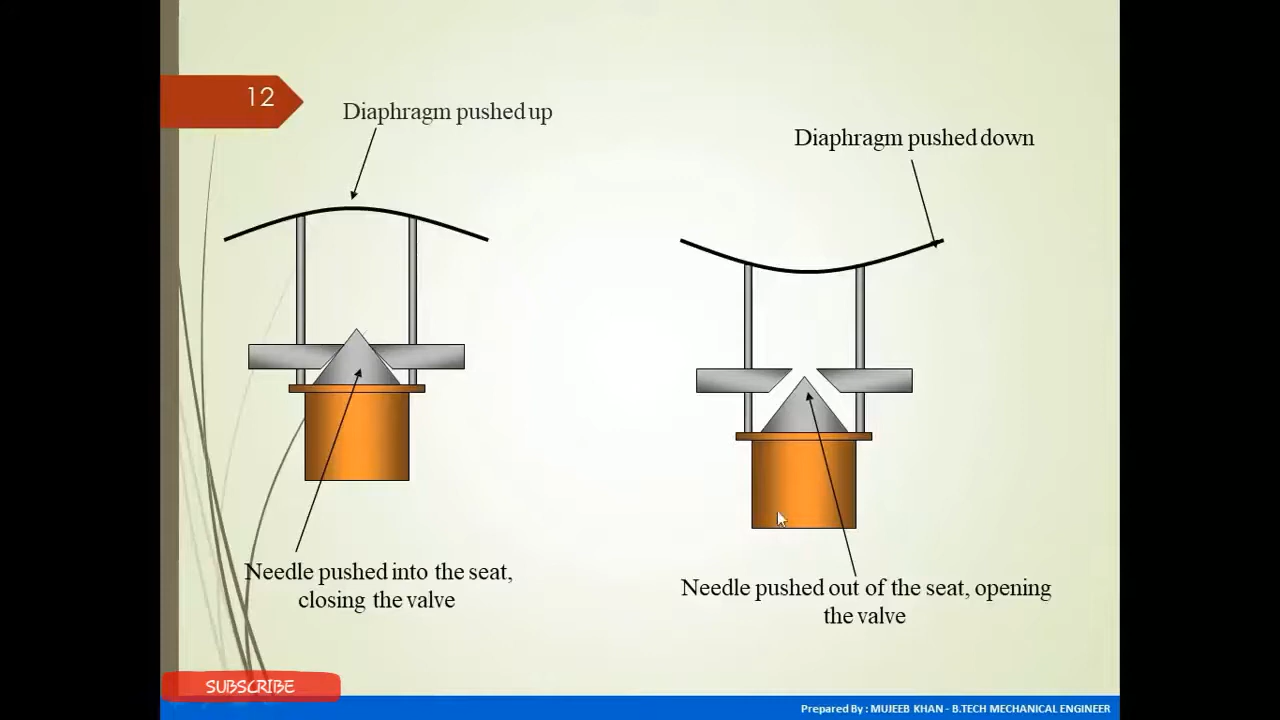 12
Diaphragm pushed up
Diaphragm pushed down
Needle pushed into the seat,
closing the valve
Needle pushed out of the seat, opening
the valve
SUBSCRIBE
Prepared By : MUJEEB KHAN - B.TECH MECHANICAL ENGINEER